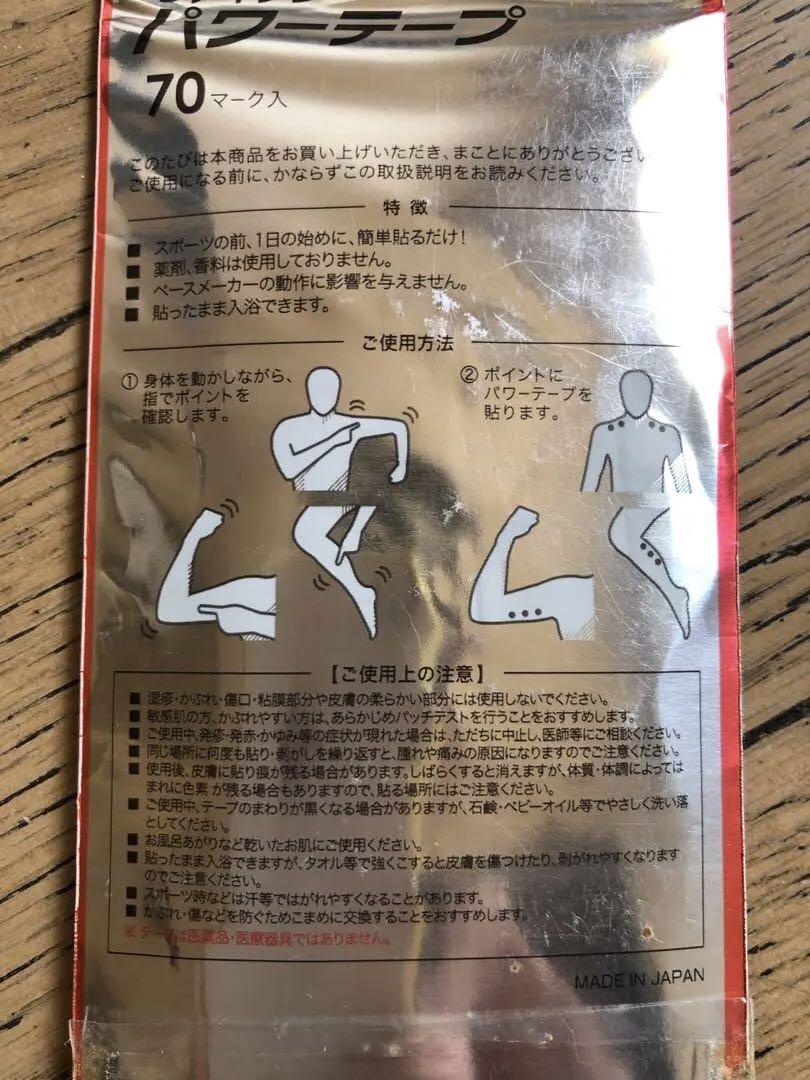 パワーテープ
70マーク入
このたびは本商品をお買い上げいただき、まことにありがとうござい
ご使用になる前に、かならずこの取扱説明をお読みください。
特徴
■ スポーツの前、1日の始めに、簡単貼るだけ!
■ 薬剤、香料は使用しておりません。
■ ペースメーカーの動作に影響を与えません。
■ 貼ったまま入浴できます。
ご使用方法
① 身体を動かしながら、
指でポイントを
確認します。
② ポイントに
パワーテープを
貼ります。
【ご使用上の注意】
■ 湿疹・かぶれ・傷口・粘膜部分や皮膚の柔らかい部分には使用しないでください。
■ 敏感肌の方、かぶれやすい方は、あらかじめパッチテストを行うことをおすすめします。
■ ご使用中、発疹・発赤・かゆみ等の症状が現れた場合は、ただちに中止し、医師等にご相談ください。
■ 同じ場所に何度も貼り・剥がしを繰り返すと、腫れや痛みの原因になりますのでご注意ください。
■ 使用後、皮膚に貼り痕が残る場合があります。しばらくすると消えますが、体質・体調によっては
まれに色素 が残る場合もありますので、貼る場所にはご注意ください。
■ ご使用中、テープのまわりが黒くなる場合がありますが、石鹸・ベビーオイル等でやさしく洗い落
としてください。
■ お風呂あがりなど乾いたお肌にご使用ください。
■ 貼ったまま入浴できますが、タオル等で強くこすると皮膚を傷つけたり、剥がれやすくなります
のでご注意ください。
■ スポーツ時などは汗等ではがれやすくなることがあります。
■ かぶれ・傷などを防ぐためこまめに交換することをおすすめします。
※ テープは医薬品・医療器具ではありません。
MADE IN JAPAN